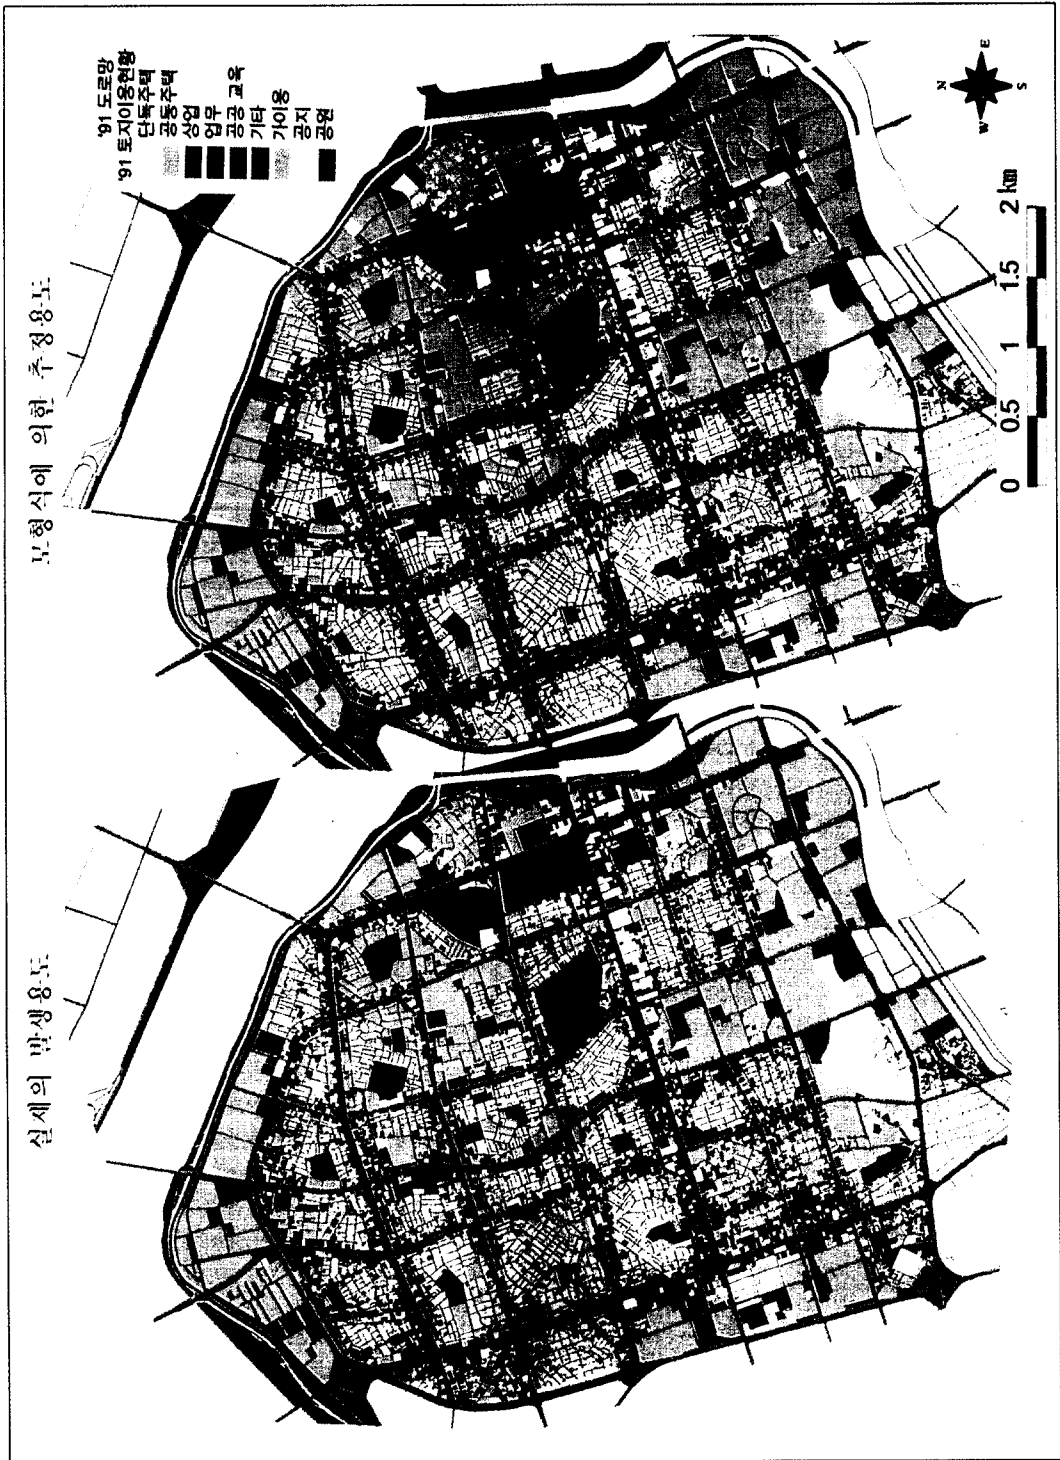 실제의 발생용도
모형식에 의한 추정용도
'91 도로망
'91 토지이용현황
단독주택
공동주택
상업
업무
공공 교육
기타
가이용
공지
공원
N
E
W
S
0 0.5 1 1.5 2 km